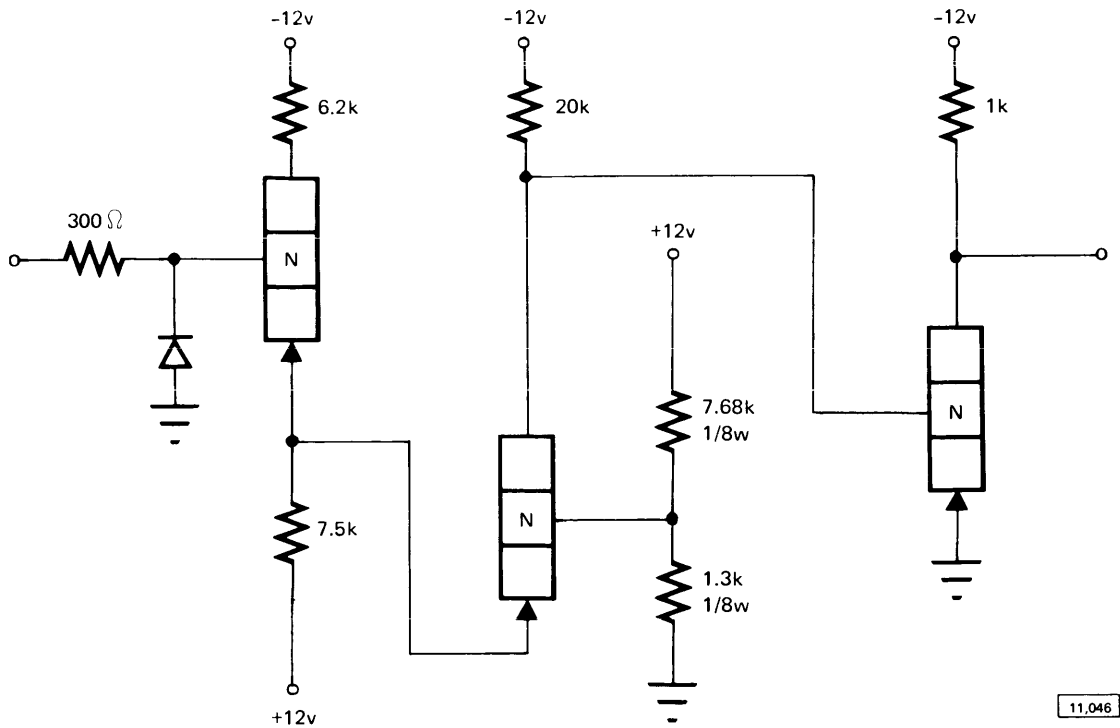 -12v
-12v
-12v
6.2k
20k
1k
300 Ω
+12v
N
7.68k
1/8w
N
7.5k
N
1.3k
1/8w
+12v
11,046